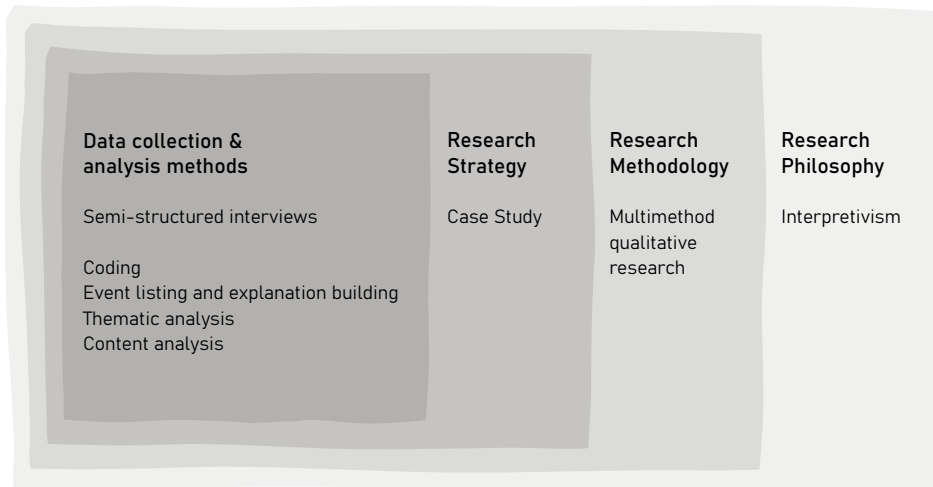 Data collection &
analysis methods
Semi-structured interviews
Coding
Event listing and explanation building
Thematic analysis
Content analysis
Research
Strategy
Case Study
Research
Methodology
Multimethod
qualitative
research
Research
Philosophy
Interpretivism